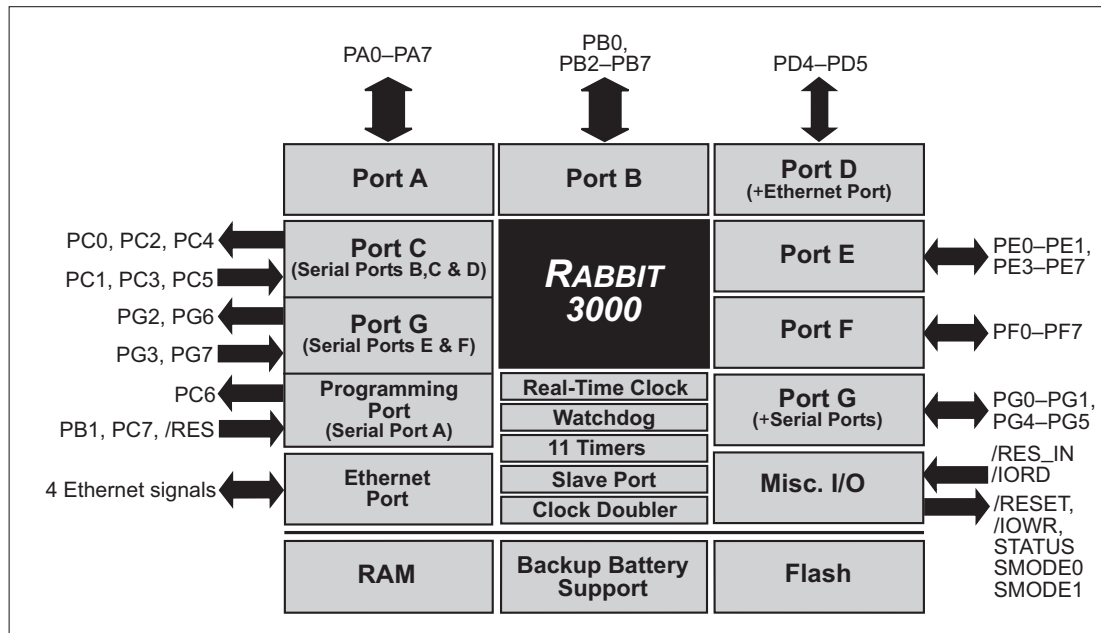 PA0–PA7
PB0,
PB2–PB7
PD4–PD5
Port A
Port B
Port D
(+Ethernet Port)
PC0, PC2, PC4
PC1, PC3, PC5
Port C
(Serial Ports B,C & D)
RABBIT
3000
Port E
PE0–PE1,
PE3–PE7
PG2, PG6
PG3, PG7
Port G
(Serial Ports E & F)
Port F
PF0–PF7
PC6
PB1, PC7, /RES
Programming
Port
(Serial Port A)
Real-Time Clock
Watchdog
11 Timers
Slave Port
Clock Doubler
Port G
(+Serial Ports)
PG0–PG1,
PG4–PG5
4 Ethernet signals
Ethernet
Port
Misc. I/O
/RES_IN
/IORD
/RESET,
/IOWR,
STATUS
SMODE0
SMODE1
RAM
Backup Battery
Support
Flash